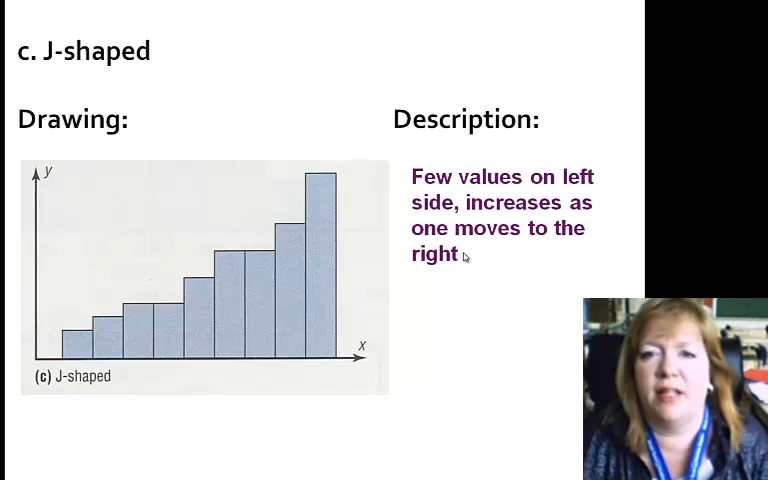 c. J-shaped
Drawing:
Description:
y
x
(c) J-shaped
Few values on left
side, increases as
one moves to the
right